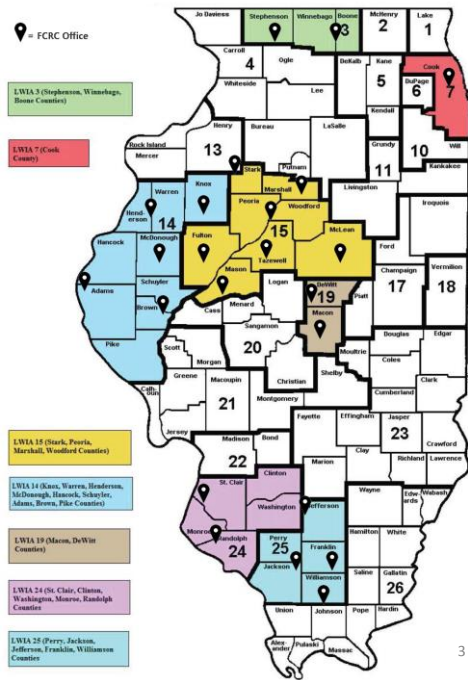 = FCRC Office
LWIA 3 (Stephenson, Winnebago,
Boone Counties)
LWIA 7 (Cook
County)
LWIA 15 (Stark, Peoria,
Marshall, Woodford Counties)
LWIA 14 (Knox, Warren, Henderson,
McDonough, Hancock, Schuyler,
Adams, Brown, Pike Counties)
LWIA 19 (Macon, DeWitt
Counties)
LWIA 24 (St. Clair, Clinton,
Washington, Monroe, Randolph
Counties
LWIA 25 (Perry, Jackson,
Jefferson, Franklin, Williamson
Counties
Jo Daviess
Stephenson
Winnebago
Boone
3
McHenry
2
Lake
1
Carroll
4
Ogle
DeKalb
Kane
5
Cook
7
DuPage
6
Whiteside
Lee
Kendall
Will
10
Henry
13
Bureau
LaSalle
Grundy
11
Kankakee
Rock Island
Mercer
Putnam
Stark
Marshall
Livingston
Warren
Knox
Peoria
Woodford
Iroquois
Hend-
erson
14
15
McLean
Ford
Hancock
McDonough
Fulton
Tazewell
Mason
Schuyler
Logan
DeWitt
19
Champaign
17
Vermilion
18
Adams
Brown
Cass
Menard
Macon
Piatt
Sangamon
20
Douglas
Edgar
Pike
Scott
Morgan
Moultrie
Coles
Christian
Shelby
Clark
Greene
Macoupin
21
Cumberland
Calh-
oun
Montgomery
Jersey
Fayette
Effingham
Jasper
23
Crawford
Madison
22
Bond
Clay
Richland
Lawrence
Marion
Clinton
St. Clair
Wayne
Edw-
ards
Wabash
Washington
Jefferson
Monroe
Randolph
24
Perry
25
Hamilton
White
Franklin
Jackson
Williamson
Saline
Gallatin
26
Union
Johnson
Pope
Hardin
Alex-
ander
Pulaski
Massac
3